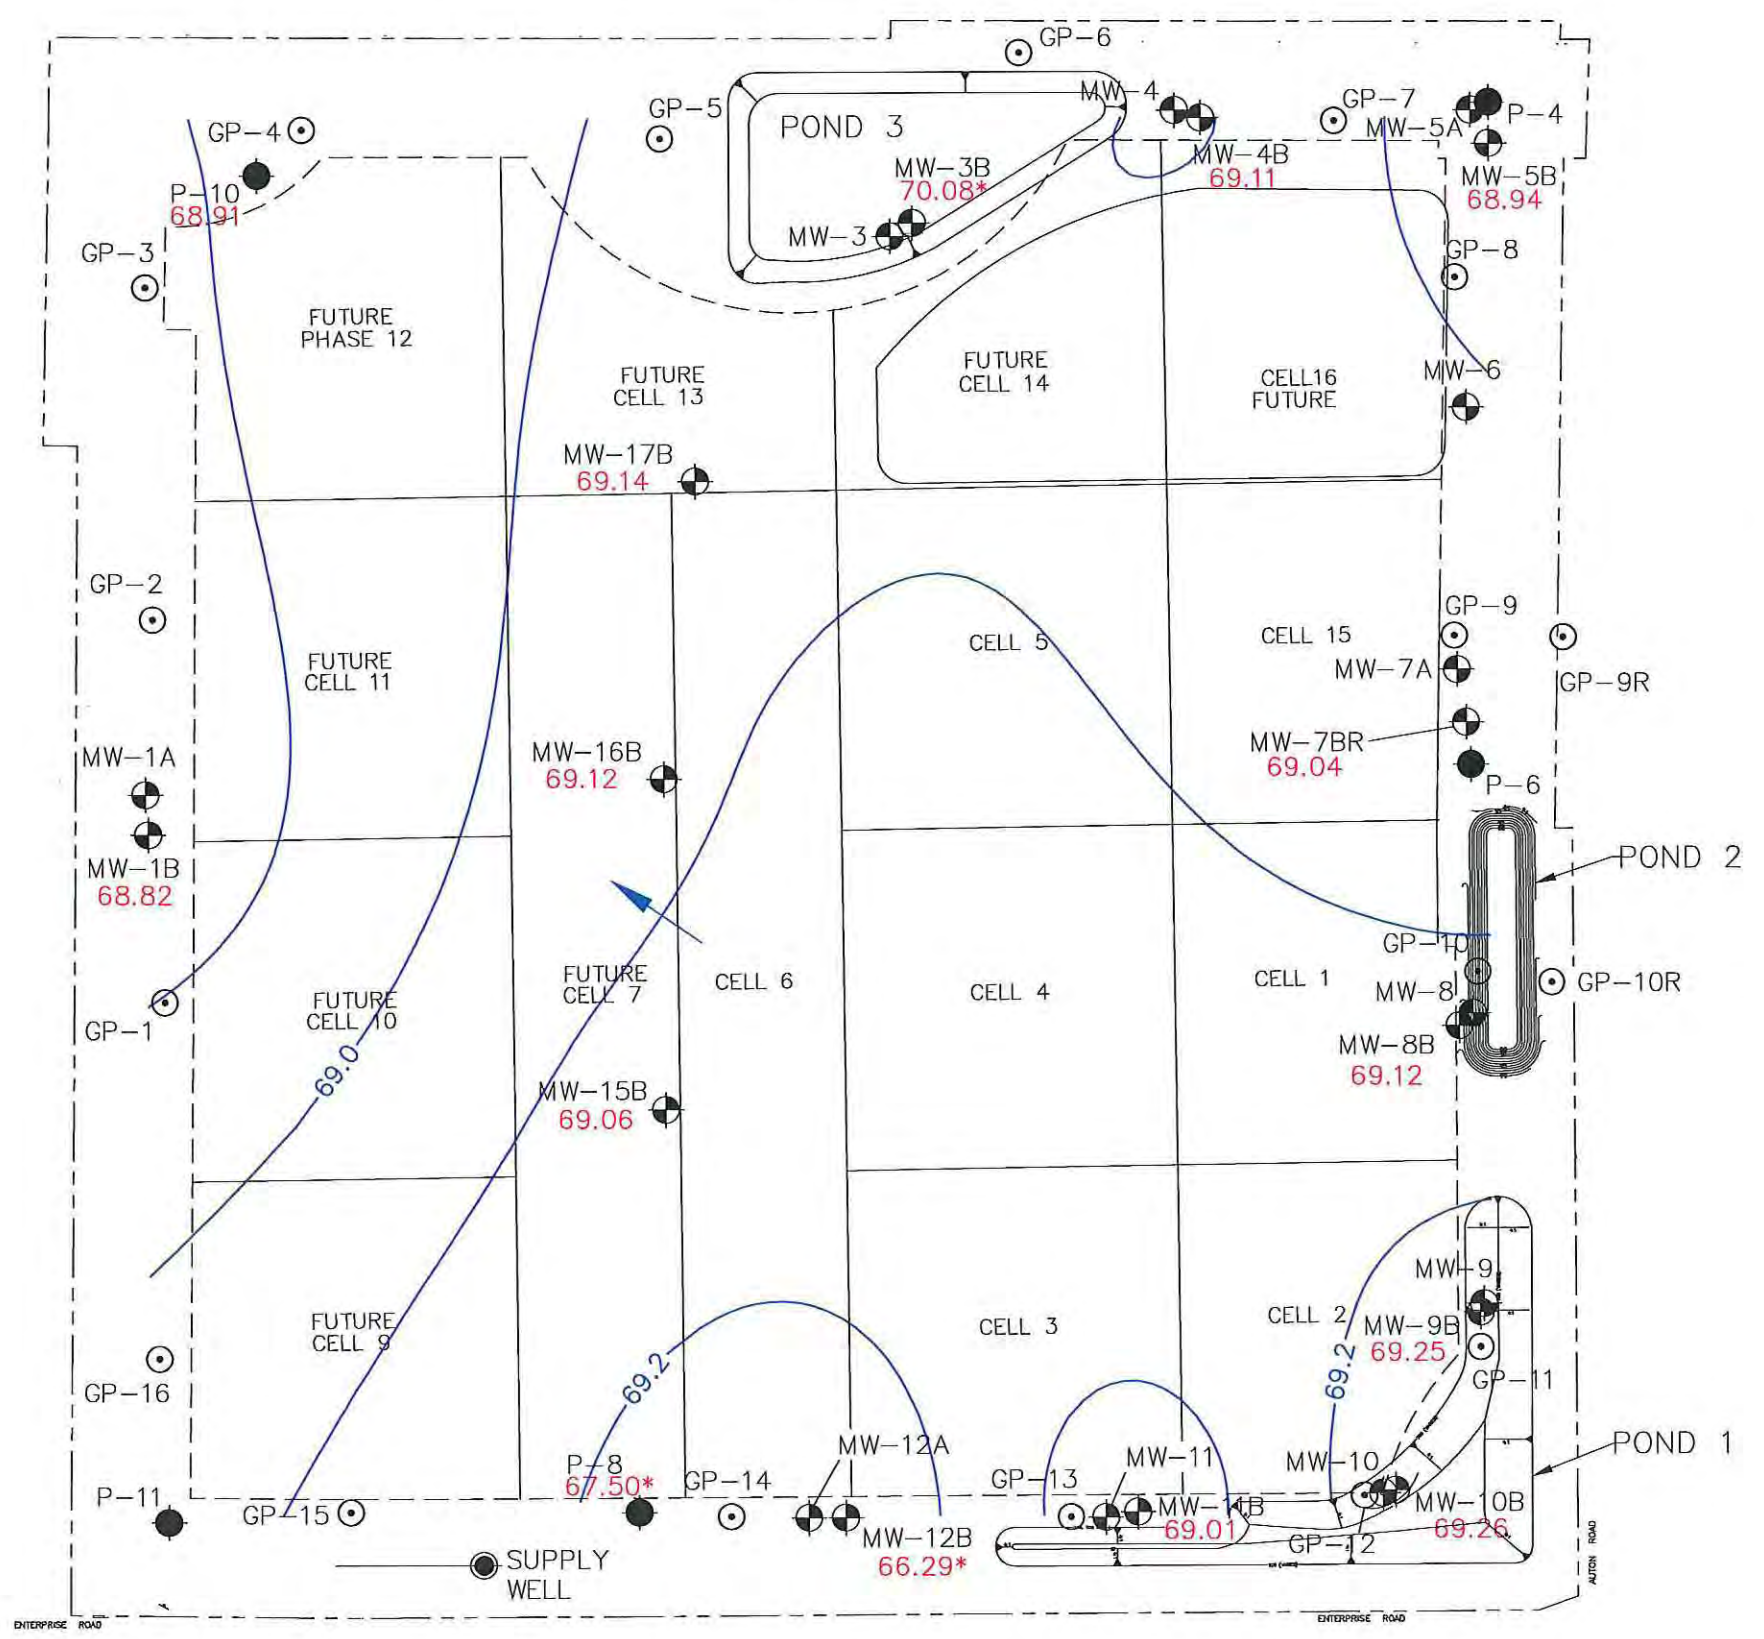 GP-6
MW-4
GP-7
GP-5
P-4
POND 3
MW-5A
GP-4
MW-3B
70.08*
MW-4B
69.11
MW-5B
68.94
P-10
68.91
MW-3
GP-3
GP-8
FUTURE
PHASE 12
FUTURE
CELL 13
FUTURE
CELL 14
CELL16
FUTURE
MW-6
MW-17B
69.14
GP-2
GP-9
CELL 5
CELL 15
MW-7A
GP-9R
FUTURE
CELL 11
MW-1A
MW-16B
69.12
MW-7BR
69.04
P-6
MW-1B
68.82
POND 2
GP-10
FUTURE
CELL 7
CELL 6
CELL 4
CELL 1
MW-8
GP-10R
GP-1
FUTURE
CELL 10
MW-8B
69.12
69.0
MW-15B
69.06
MW-9
FUTURE
CELL 9
CELL 3
CELL 2
MW-9B
69.25
69.2
69.2
GP-16
GP-11
MW-12A
POND 1
P-8
67.50*
GP-14
GP-13
MW-11
MW-10
P-11
GP-15
MW-11B
69.01
MW-10B
69.26
MW-12B
66.29*
GP-12
SUPPLY
WELL
AUTON ROAD
ENTERPRISE ROAD
ENTERPRISE ROAD